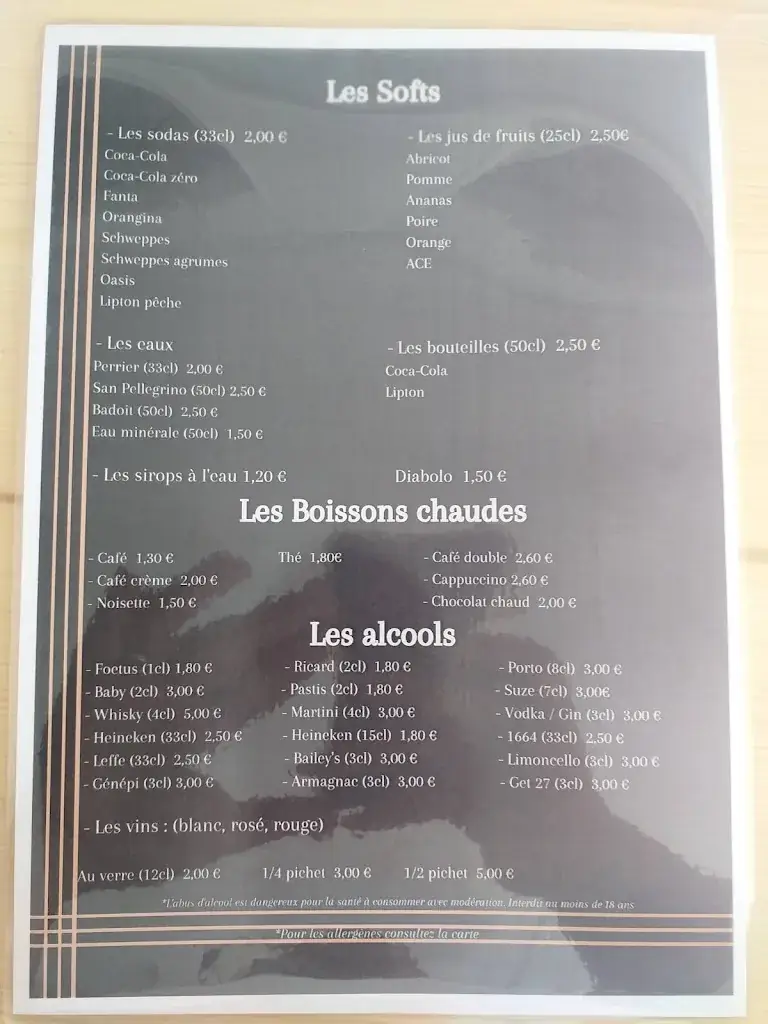 Les Softs
- Les sodas (33cl) 2,00 €
Coca-Cola
Coca-Cola zéro
Fanta
Orangina
Schweppes
Schweppes agrumes
Oasis
Lipton pêche
- Les jus de fruits (25cl) 2,50€
Abricot
Pomme
Ananas
Poire
Orange
ACE
- Les eaux
Perrier (33cl) 2,00 €
San Pellegrino (50cl) 2,50 €
Badoit (50cl) 2,50 €
Eau minérale (50cl) 1,50 €
- Les bouteilles (50cl) 2,50 €
Coca-Cola
Lipton
- Les sirops à l'eau 1,20 €
Diabolo 1,50 €
Les Boissons chaudes
- Café 1,30 € Thé 1,80€ - Café double 2,60 €
- Café crème 2,00 € - Cappuccino 2,60 €
- Noisette 1,50 € - Chocolat chaud 2,00 €
Les alcools
- Foetus (1cl) 1,80 € - Ricard (2cl) 1,80 € - Porto (8cl) 3,00 €
- Baby (2cl) 3,00 € - Pastis (2cl) 1,80 € - Suze (7cl) 3,00€
- Whisky (4cl) 5,00 € - Martini (4cl) 3,00 € - Vodka / Gin (3cl) 3,00 €
- Heineken (33cl) 2,50 € - Heineken (15cl) 1,80 € - 1664 (33cl) 2,50 €
- Leffe (33cl) 2,50 € - Bailey's (3cl) 3,00 € - Limoncello (3cl) 3,00 €
- Génépi (3cl) 3,00 € - Armagnac (3cl) 3,00 € - Get 27 (3cl) 3,00 €
- Les vins : (blanc, rosé, rouge)
Au verre (12cl) 2,00 € 1/4 pichet 3,00 € 1/2 pichet 5,00 €
*l'abus d'alcool est dangereux pour la santé à consommer avec modération. Interdit au moins de 18 ans
*Pour les allergènes consultez la carte